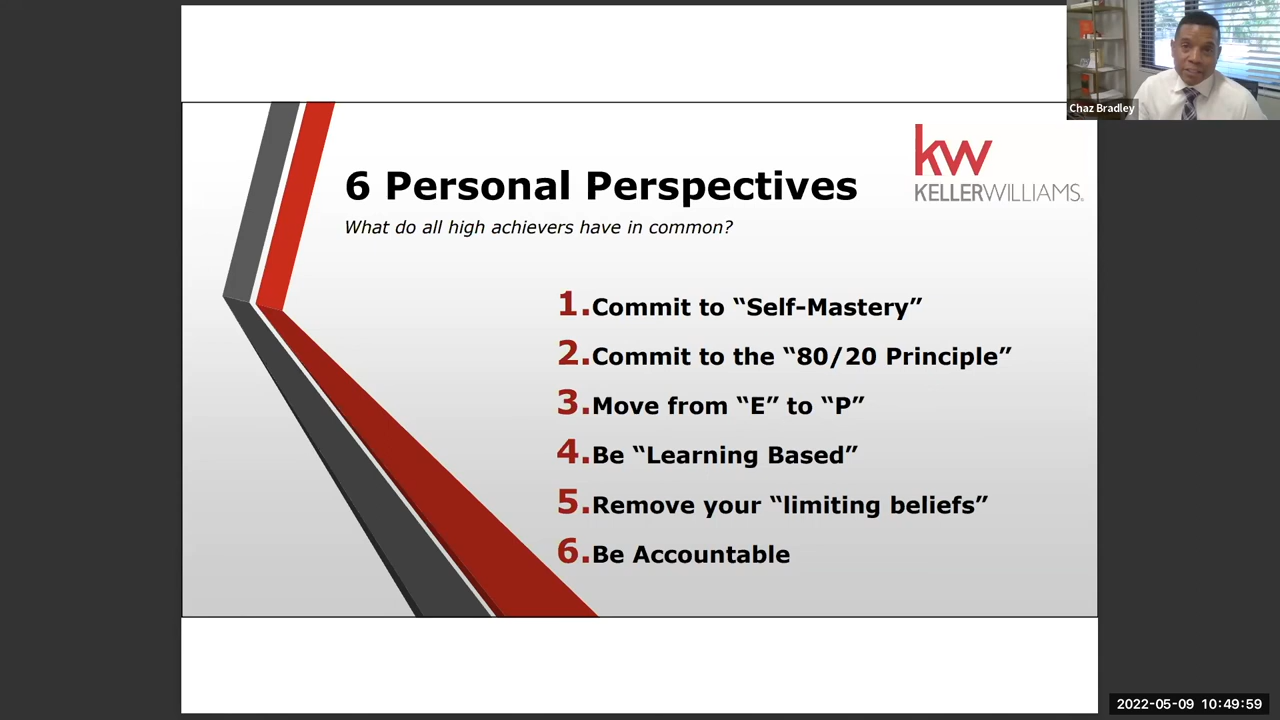 Chaz Bradley
kw
KELLERWILLIAMS.
6 Personal Perspectives
What do all high achievers have in common?
1.Commit to “Self-Mastery”
2.Commit to the “80/20 Principle”
3.Move from “E” to “P”
4.Be “Learning Based”
5.Remove your “limiting beliefs”
6.Be Accountable
2022-05-09 10:49:59